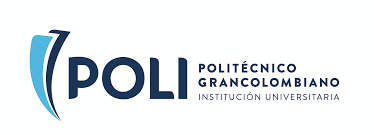 POLI
POLITÉCNICO
GRANCOLOMBIANO
INSTITUCIÓN UNIVERSITARIA